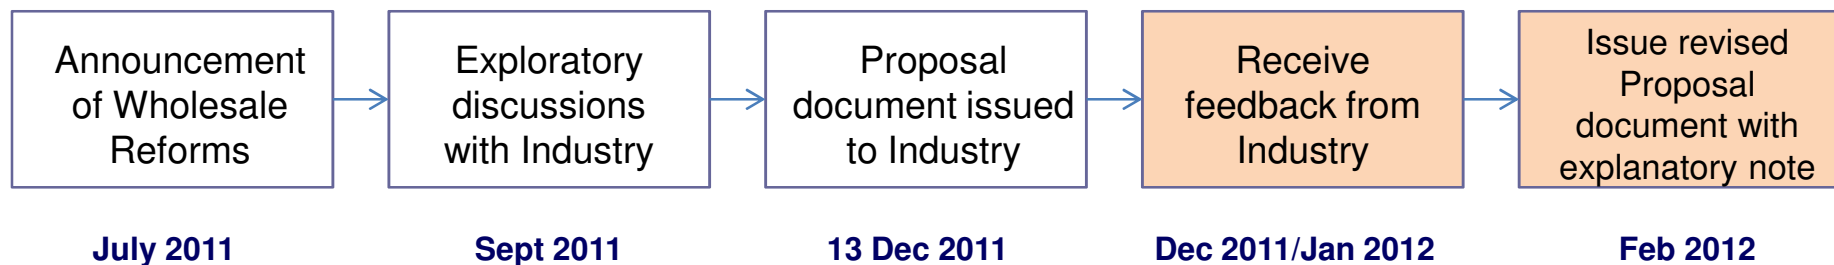 Announcement
of Wholesale
Reforms
Exploratory
discussions
with Industry
Proposal
document issued
to Industry
Receive
feedback from
Industry
Issue revised
Proposal
document with
explanatory note
July 2011
Sept 2011
13 Dec 2011
Dec 2011/Jan 2012
Feb 2012